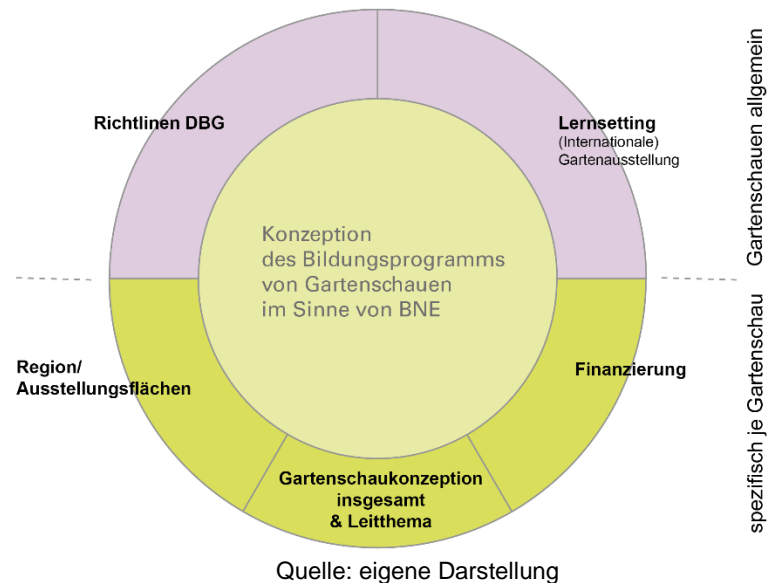 Richtlinen DBG
Lernsetting
(Internationale)
Gartenausstellung
Gartenschauen allgemein
Konzeption
des Bildungsprogramms
von Gartenschauen
im Sinne von BNE
Region/
Ausstellungsflächen
Finanzierung
spezifisch je Gartenschau
Gartenschaukonzeption
insgesamt
& Leitthema
Quelle: eigene Darstellung